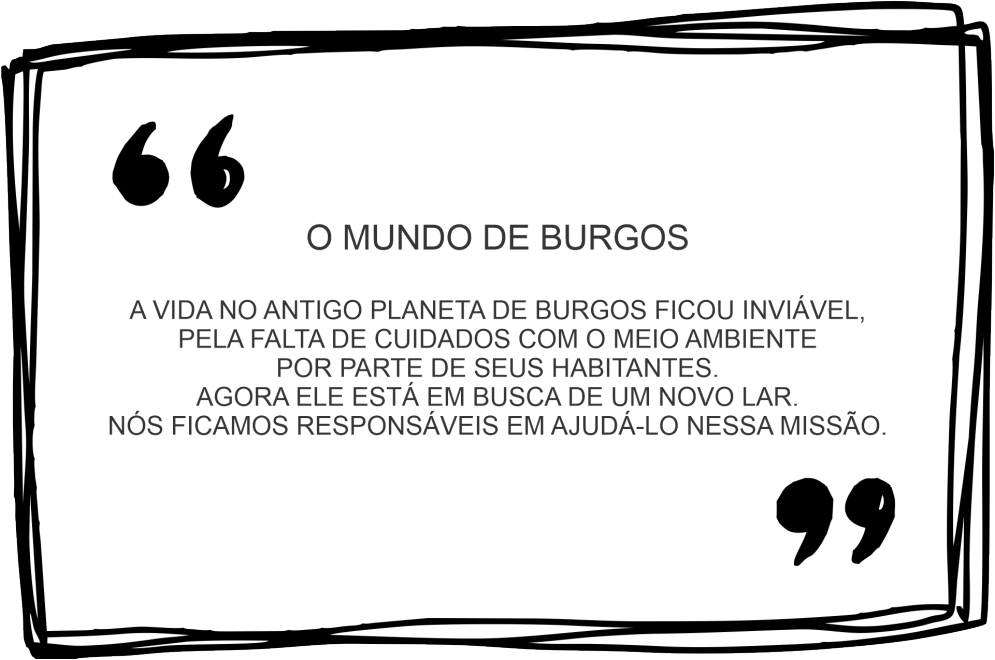 O MUNDO DE BURGOS
A VIDA NO ANTIGO PLANETA DE BURGOS FICOU INVIÁVEL,
PELA FALTA DE CUIDADOS COM O MEIO AMBIENTE
POR PARTE DE SEUS HABITANTES.
AGORA ELE ESTÁ EM BUSCA DE UM NOVO LAR.
NÓS FICAMOS RESPONSÁVEIS EM AJUDÁ-LO NESSA MISSÃO.